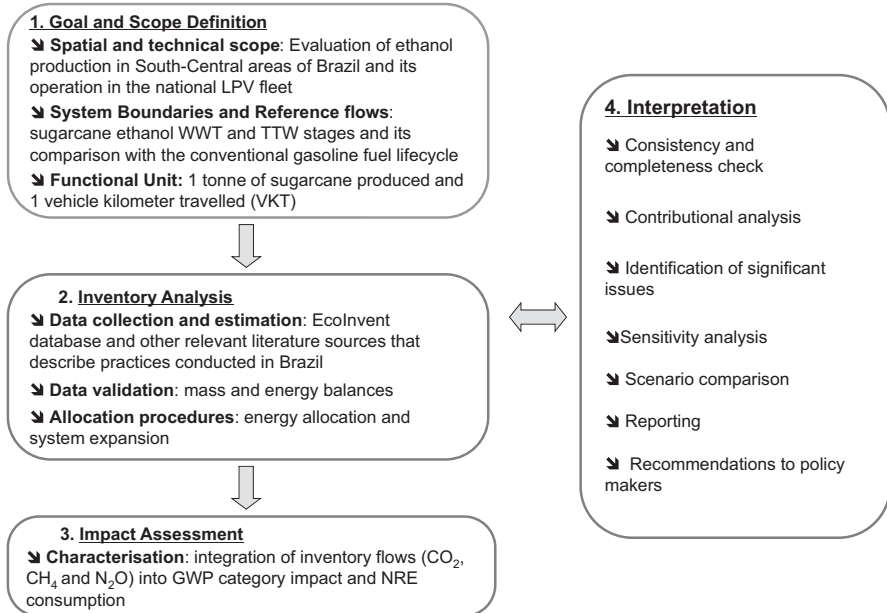 1. Goal and Scope Definition
➘ Spatial and technical scope: Evaluation of ethanol
production in South-Central areas of Brazil and its
operation in the national LPV fleet
➘ System Boundaries and Reference flows:
sugarcane ethanol WWT and TTW stages and its
comparison with the conventional gasoline fuel lifecycle
➘ Functional Unit: 1 tonne of sugarcane produced and
1 vehicle kilometer travelled (VKT)
2. Inventory Analysis
➘ Data collection and estimation: EcoInvent
database and other relevant literature sources that
describe practices conducted in Brazil
➘ Data validation: mass and energy balances
➘ Allocation procedures: energy allocation and
system expansion
3. Impact Assessment
➘ Characterisation: integration of inventory flows (CO₂,
CH₄ and N₂O) into GWP category impact and NRE
consumption
4. Interpretation
➘ Consistency and
completeness check
➘ Contributional analysis
➘ Identification of significant
issues
➘Sensitivity analysis
➘ Scenario comparison
➘ Reporting
➘ Recommendations to policy
makers